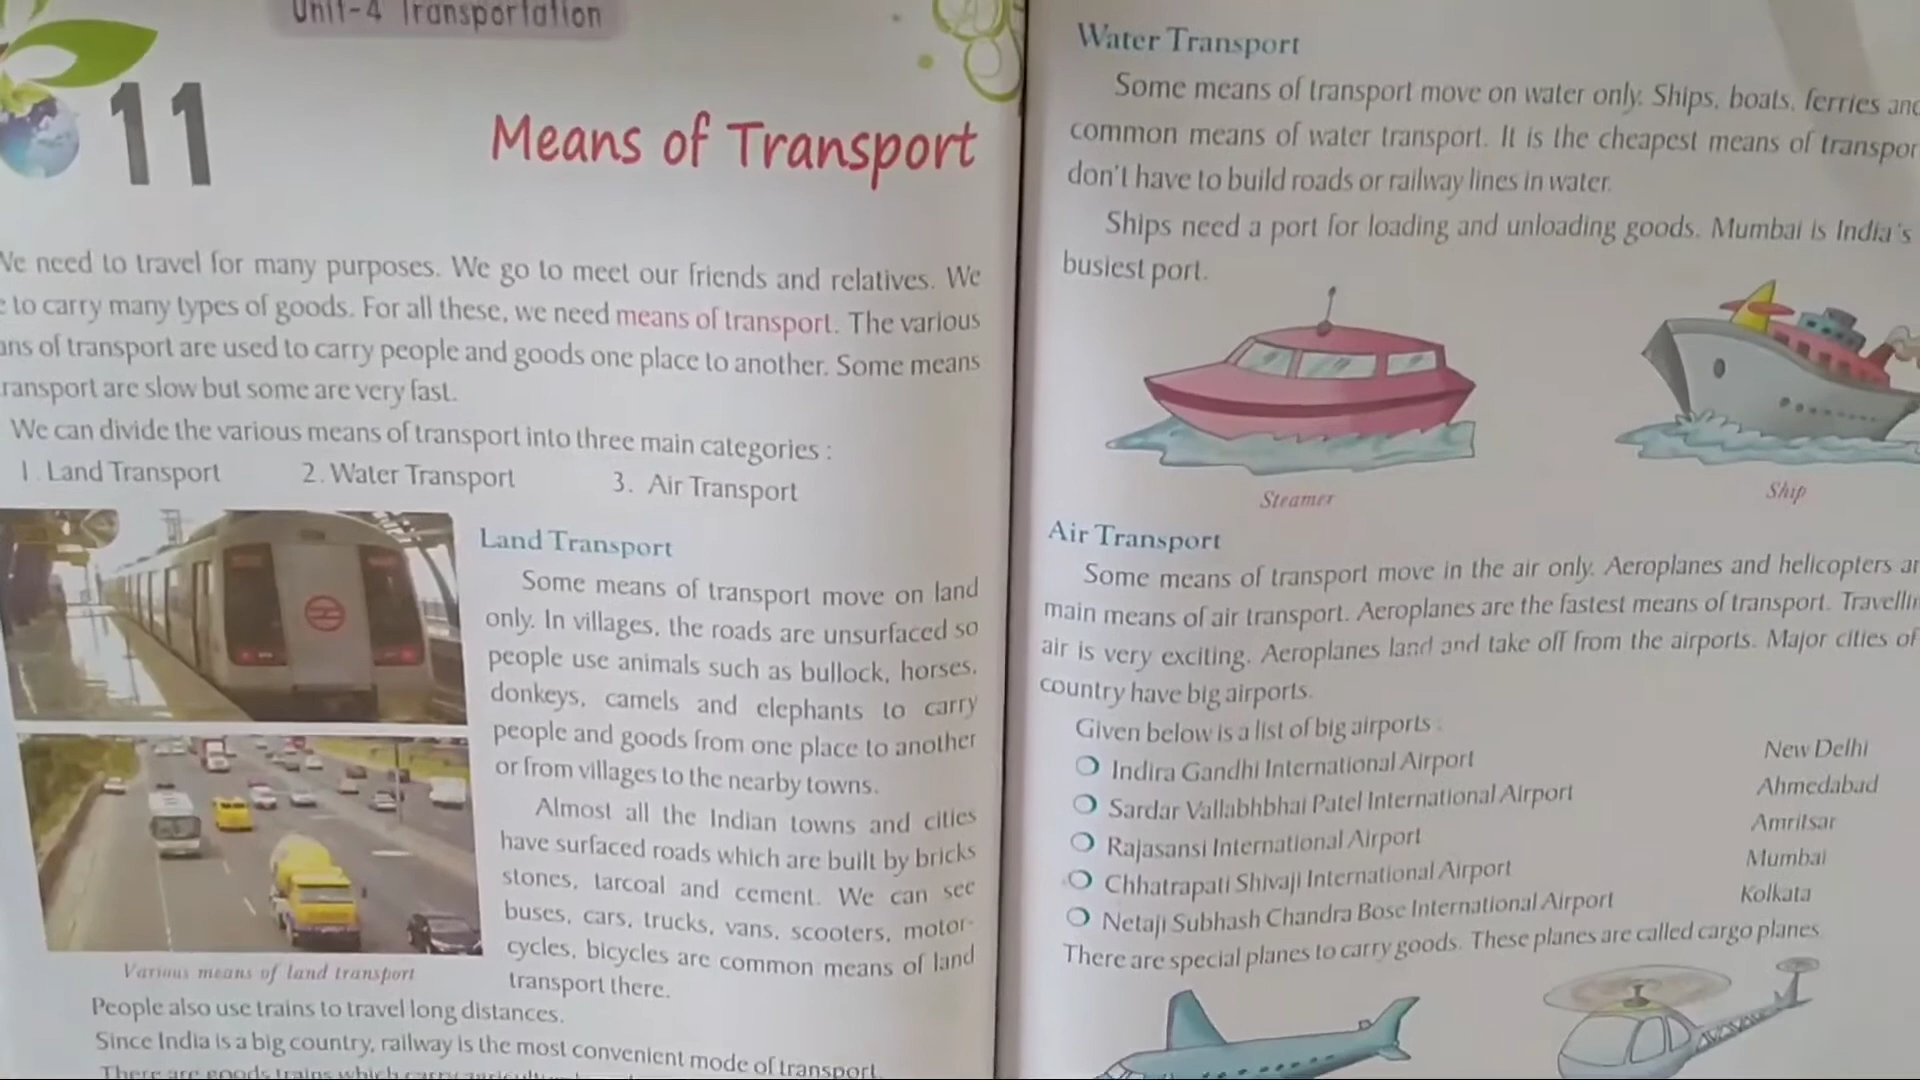 Unit-4 Transportation
11
Means of Transport
We need to travel for many purposes. We go to meet our friends and relatives. We
to carry many types of goods. For all these, we need means of transport. The various
of transport are used to carry people and goods one place to another. Some means
transport are slow but some are very fast.
We can divide the various means of transport into three main categories :
1. Land Transport 2. Water Transport 3. Air Transport
Land Transport
Some means of transport move on land
only. In villages, the roads are unsurfaced so
people use animals such as bullock, horses,
donkeys, camels and elephants to carry
people and goods from one place to another
or from villages to the nearby towns.
Almost all the Indian towns and cities
have surfaced roads which are built by bricks
stones, tarcoal and cement. We can see
buses, cars, trucks, vans, scooters, motor-
cycles, bicycles are common means of land
transport there.
Various means of land transport
People also use trains to travel long distances.
Since India is a big country, railway is the most convenient mode of transport.
There are goods trains which carry
Water Transport
Some means of transport move on water only. Ships, boats, ferries and
common means of water transport. It is the cheapest means of transpor
don't have to build roads or railway lines in water.
Ships need a port for loading and unloading goods. Mumbai is India's
busiest port.
Steamer
Ship
Air Transport
Some means of transport move in the air only. Aeroplanes and helicopters ar
main means of air transport. Aeroplanes are the fastest means of transport. Travellin
air is very exciting. Aeroplanes land and take off from the airports. Major cities of
country have big airports.
Given below is a list of big airports :
Indira Gandhi International Airport New Delhi
Sardar Vallabhbhai Patel International Airport Ahmedabad
Rajasansi International Airport Amritsar
Chhatrapati Shivaji International Airport Mumbai
Netaji Subhash Chandra Bose International Airport Kolkata
There are special planes to carry goods. These planes are called cargo planes